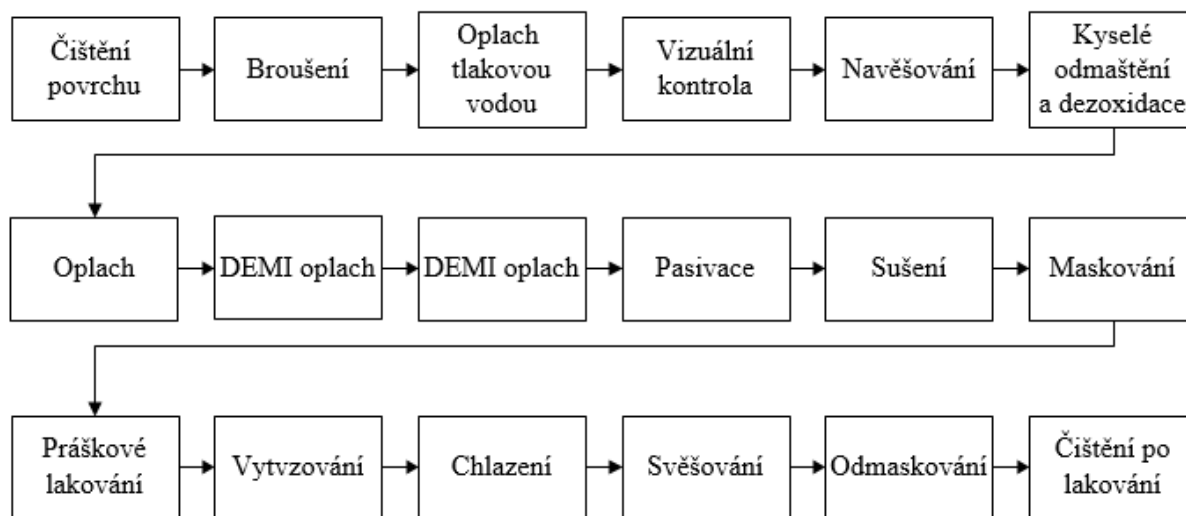 Čištění
povrchu
Broušení
Oplach
tlakovou
vodou
Vizuální
kontrola
Navěšování
Kyselé
odmaštění
a dezoxidace
Oplach
DEMI oplach
DEMI oplach
Pasivace
Sušení
Maskování
Práškové
lakování
Vytvzování
Chlazení
Svěšování
Odmaskování
Čištění po
lakování